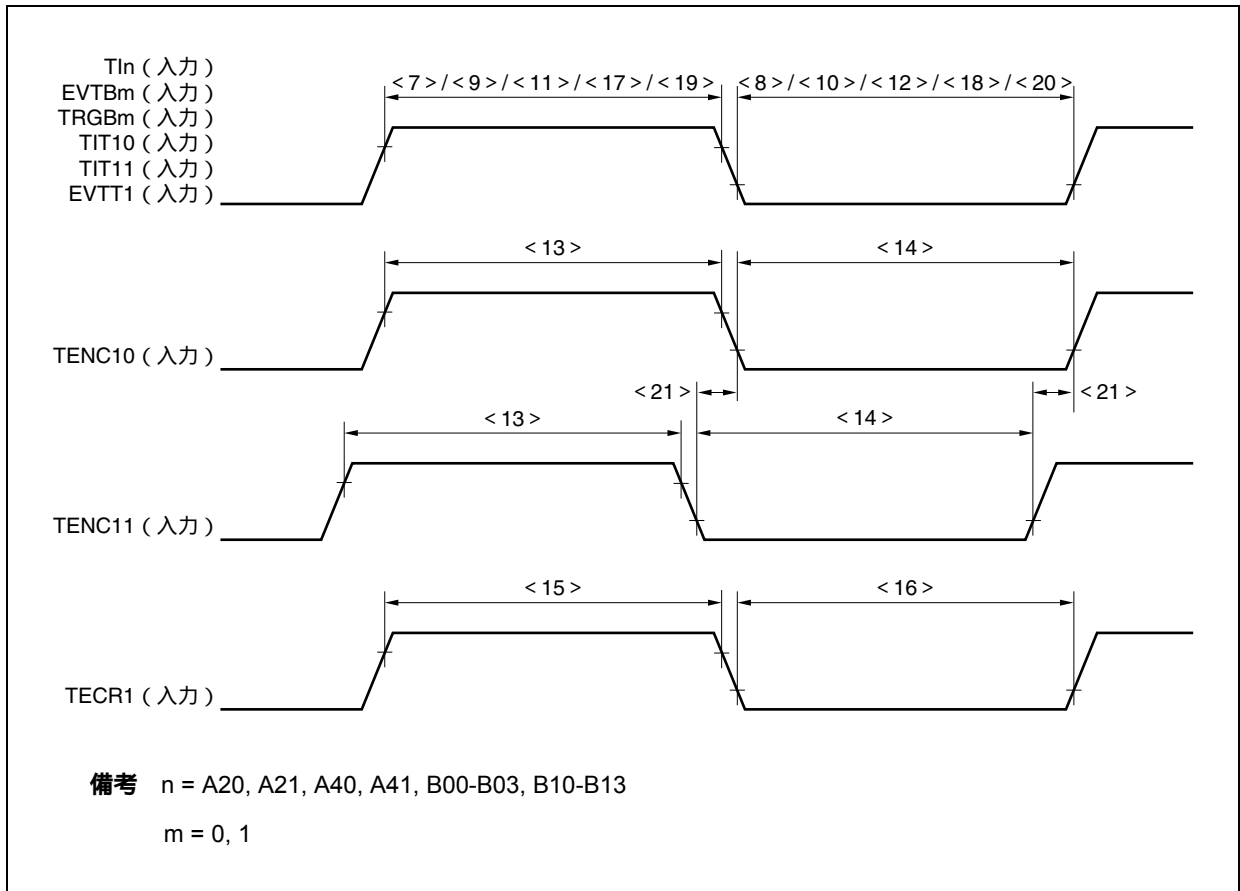 TIn（入力）
EVTBm（入力）
TRGBm（入力）
TIT10（入力）
TIT11（入力）
EVTT1（入力）
<7>/<9>/<11>/<17>/<19>
<8>/<10>/<12>/<18>/<20>
<13>
<14>
TENC10（入力）
<21>
<21>
<13>
<14>
TENC11（入力）
<15>
<16>
TECR1（入力）
備考 n = A20, A21, A40, A41, B00-B03, B10-B13
m = 0, 1